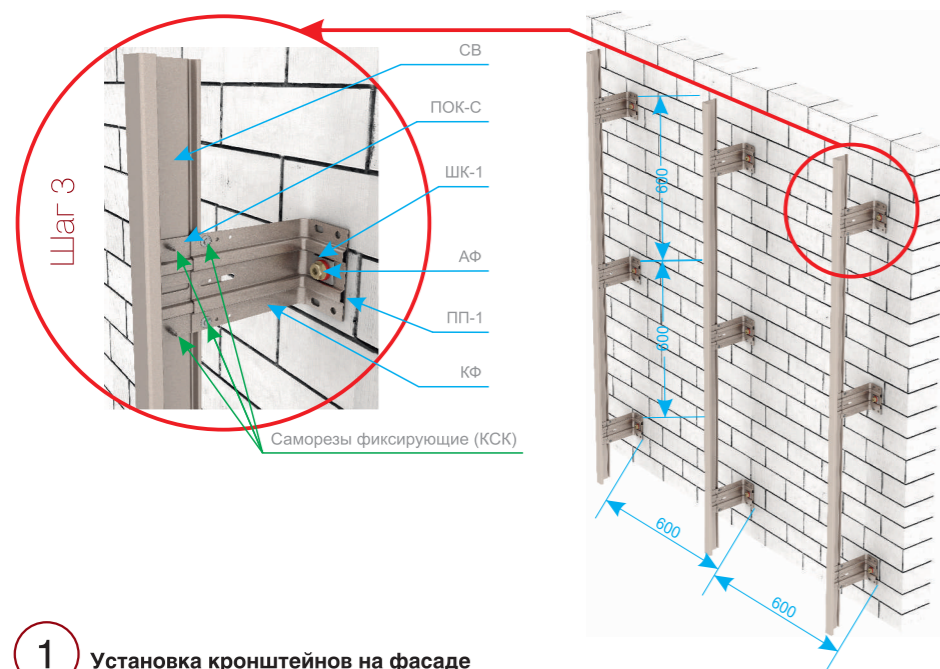 Шаг 3
СВ
ПОК-С
ШК-1
АФ
ПП-1
КФ
Саморезы фиксирующие (КСК)
600
600
600
600
1 Установка кронштейнов на фасаде